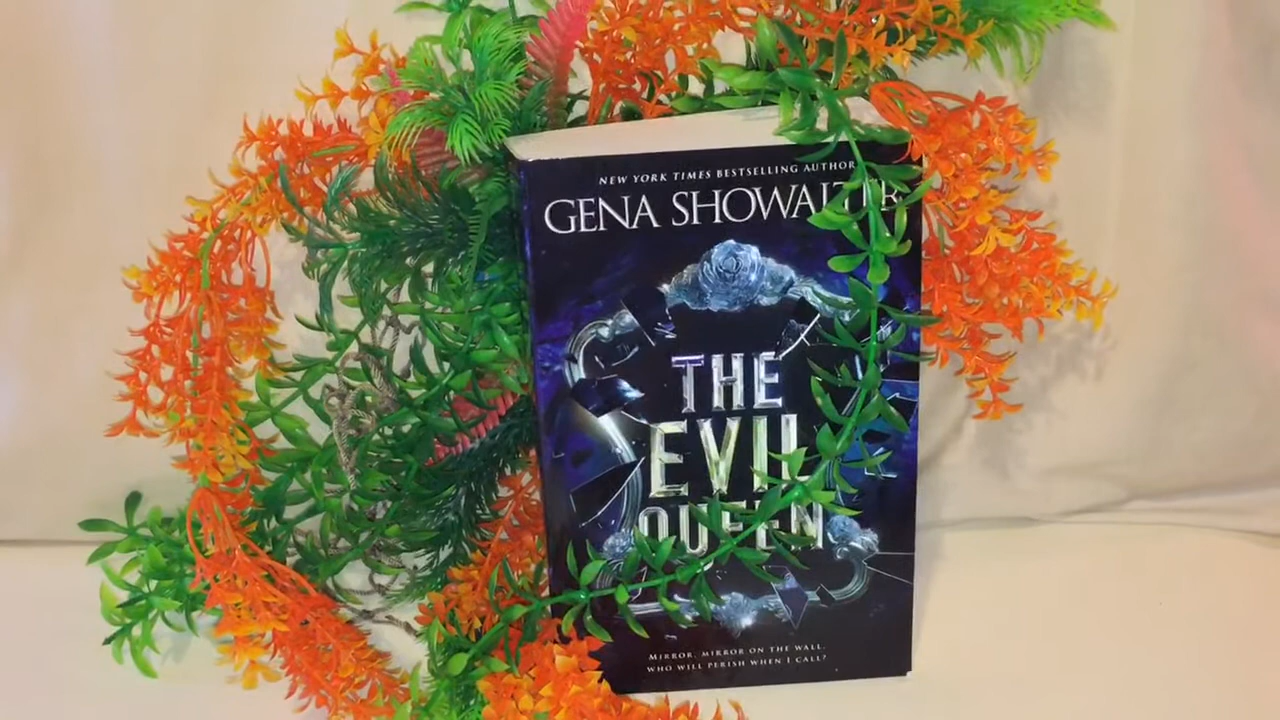 NEW YORK TIMES BESTSELLING AUTHOR
GENA SHOWALTER
THE
EVIL
QUEEN
MIRROR, MIRROR ON THE WALL,
WHO WILL PERISH WHEN I CALL?